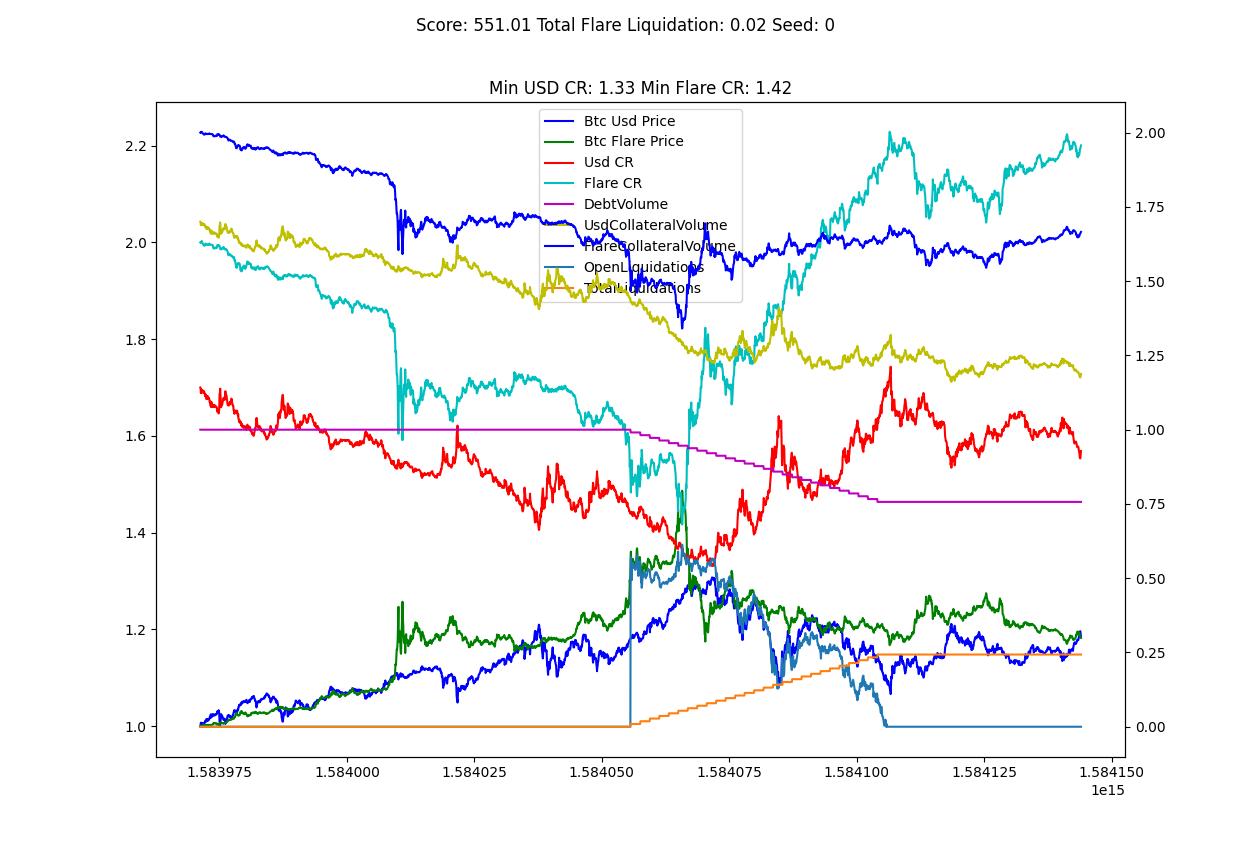 Score: 551.01 Total Flare Liquidation: 0.02 Seed: 0
Min USD CR: 1.33 Min Flare CR: 1.42
Btc Usd Price
Btc Flare Price
Usd CR
Flare CR
DebtVolume
UsdCollateralVolume
FlareCollateralVolume
OpenLiquidations
TotalLiquidations
2.2
2.0
1.8
1.6
1.4
1.2
1.0
2.00
1.75
1.50
1.25
1.00
0.75
0.50
0.25
0.00
1.583975 1.584000 1.584025 1.584050 1.584075 1.584100 1.584125 1.584150
1e15